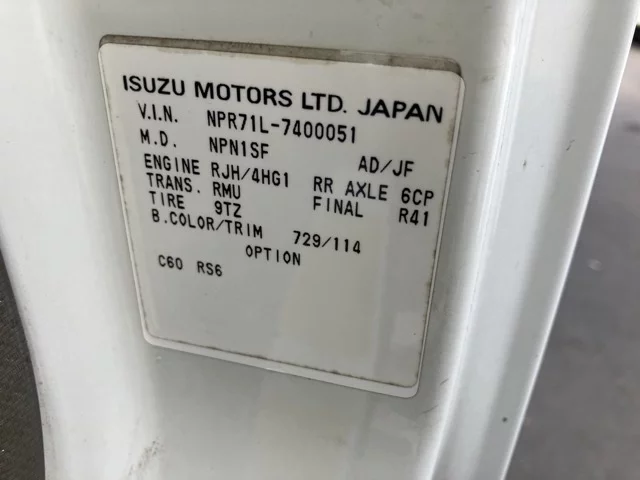 ISUZU MOTORS LTD. JAPAN
V.I.N. NPR71L-7400051
M.D. NPN1SF AD/JF
ENGINE RJH/4HG1 RR AXLE 6CP
TRANS. RMU FINAL R41
TIRE 9TZ
B.COLOR/TRIM 729/114
OPTION
C60 RS6